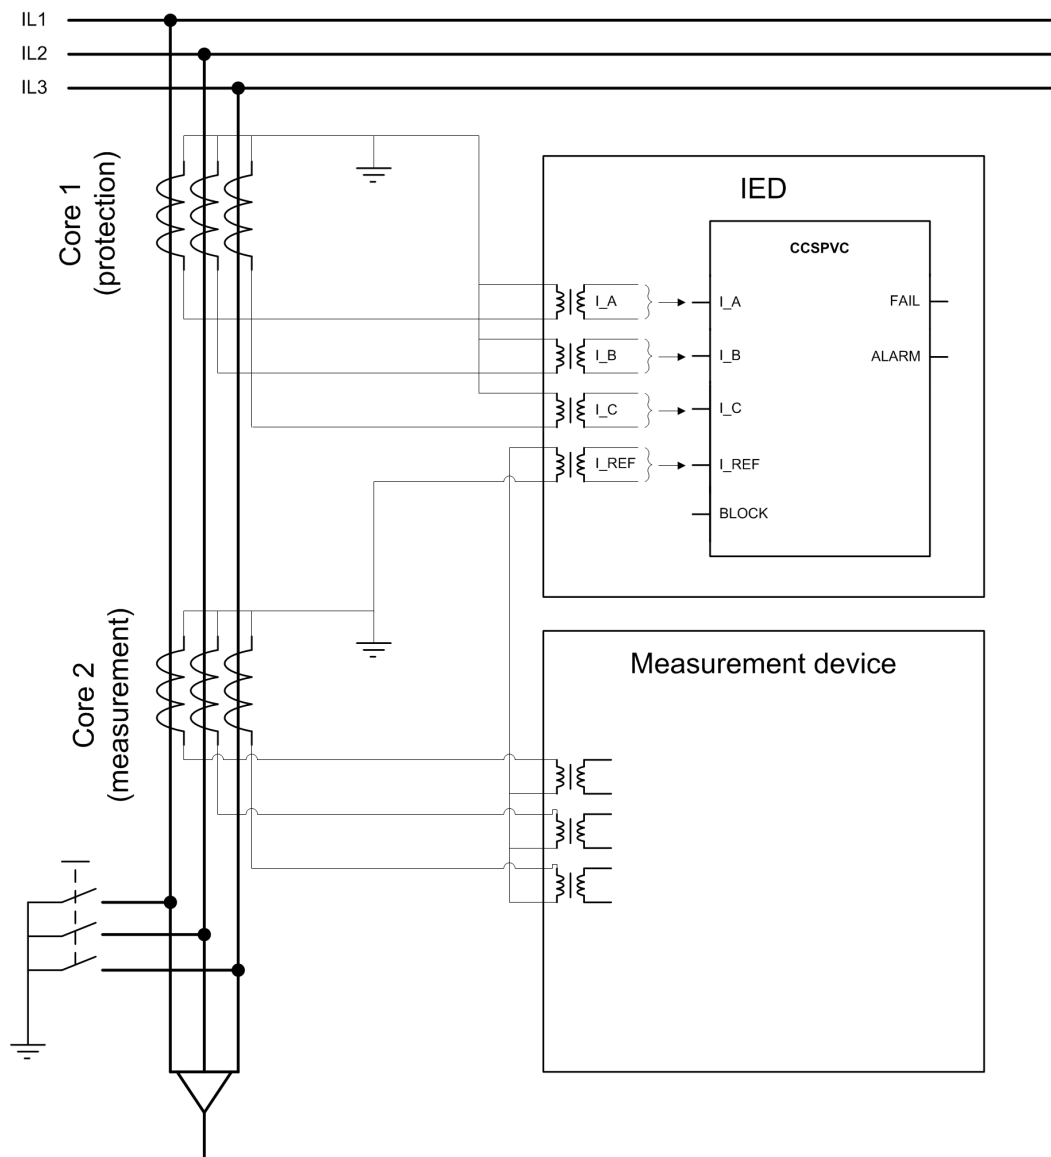 IL1
IL2
IL3
Core 1
(protection)
IED
CCSPVC
I_A
I_A
FAIL
I_B
I_B
ALARM
I_C
I_C
I_REF
I_REF
BLOCK
Core 2
(measurement)
Measurement device